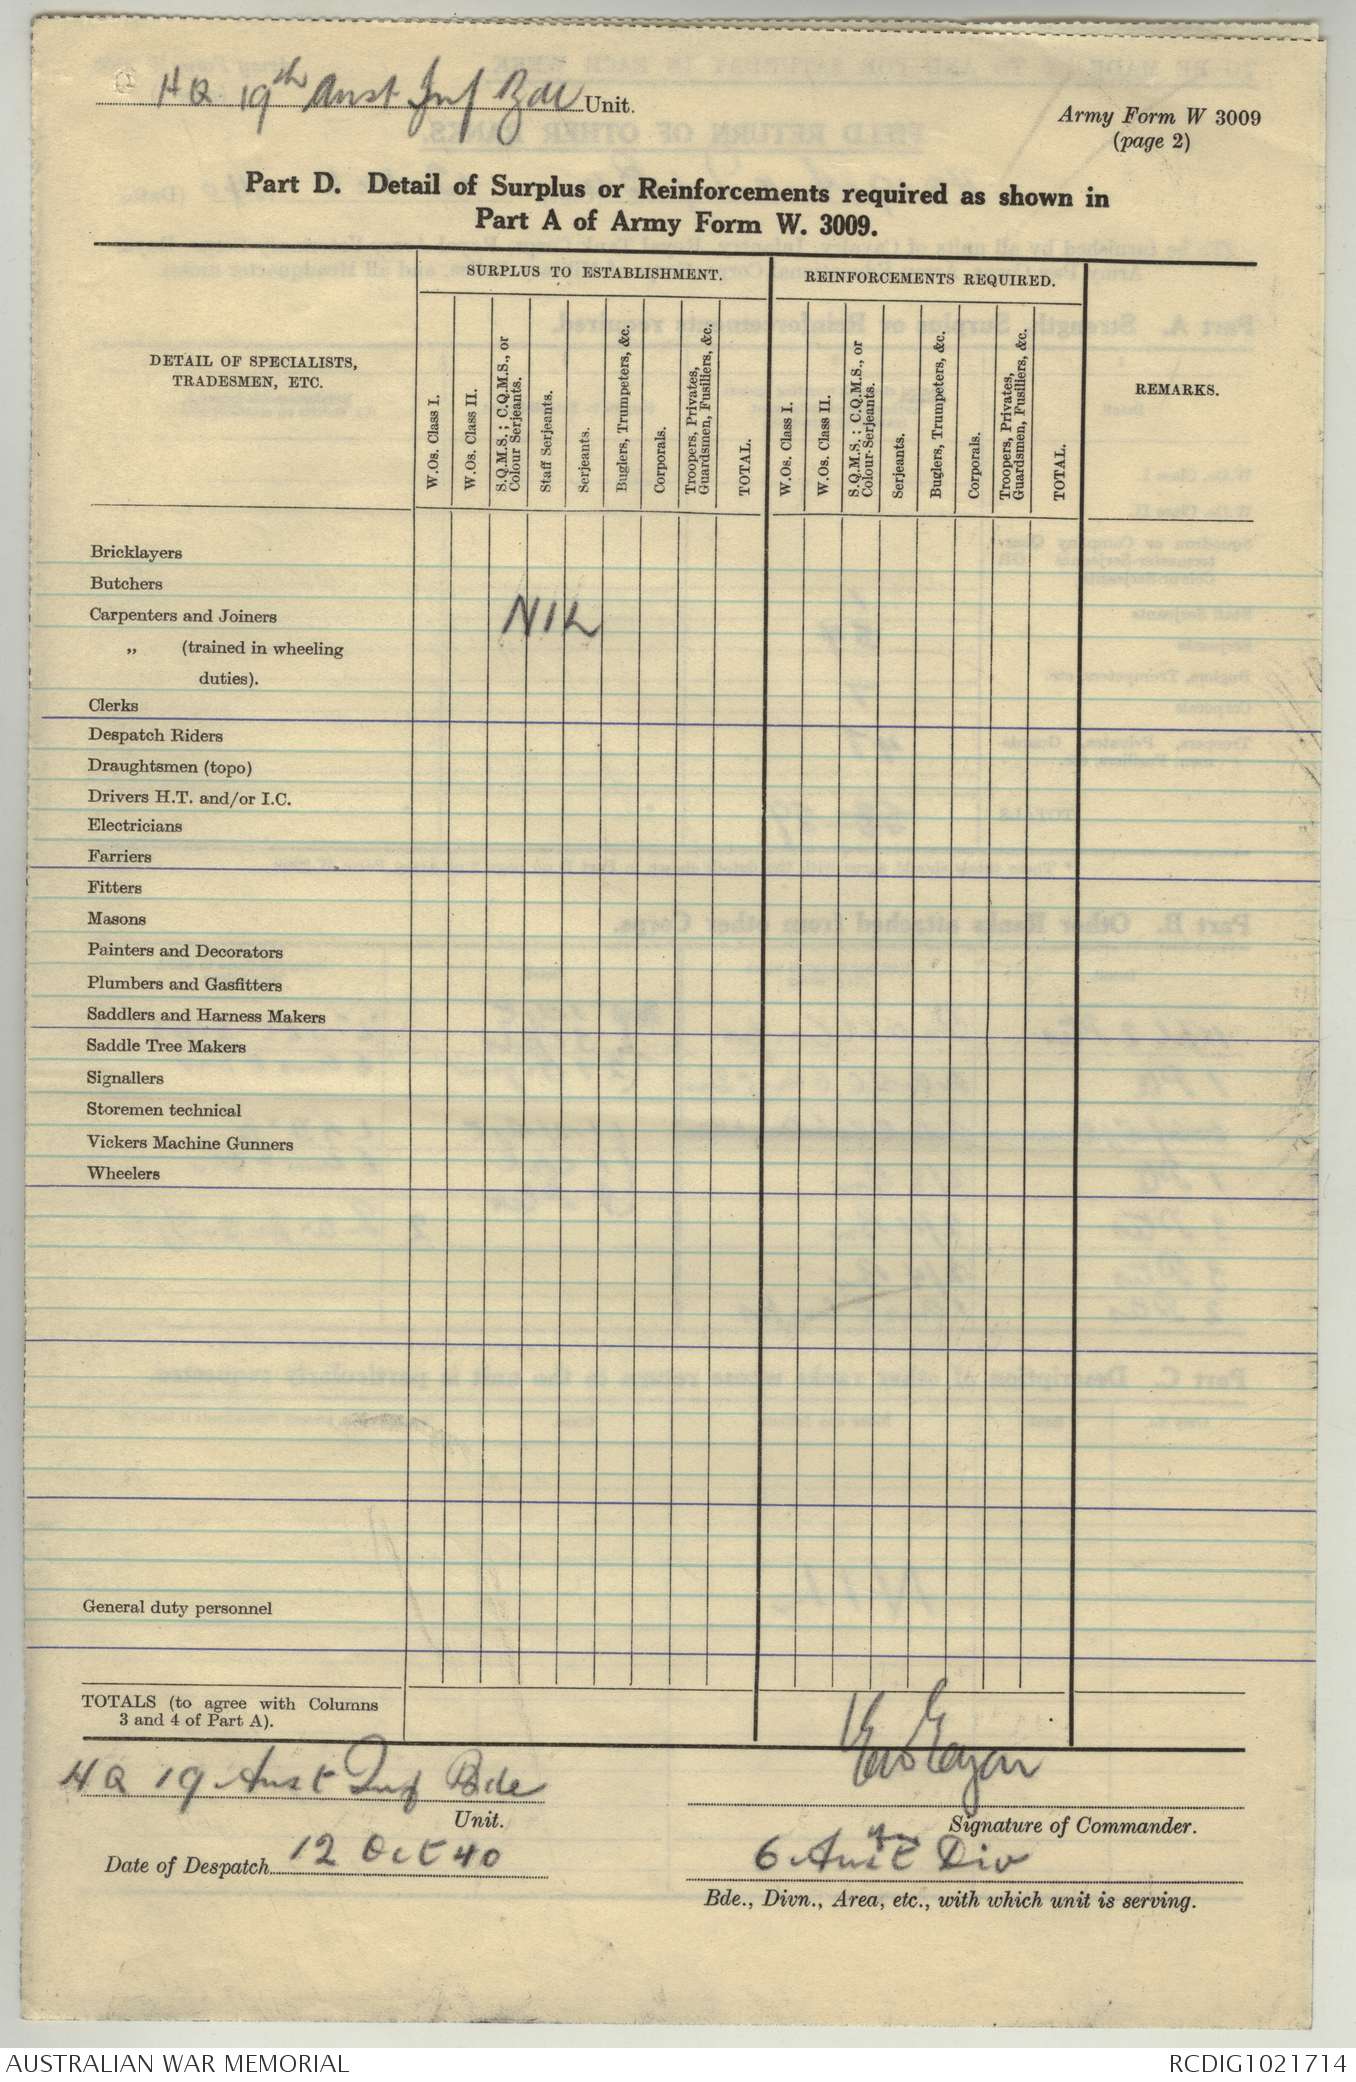 HQ 19th Aust Inf Bde Unit.
Army Form W 3009
(page 2)
Part D. Detail of Surplus or Reinforcements required as shown in
Part A of Army Form W. 3009.
DETAIL OF SPECIALISTS,
TRADESMEN, ETC.
SURPLUS TO ESTABLISHMENT.
W.Os. Class I.
W.Os. Class II.
S.Q.M.S.; C.Q.M.S., or
Colour Serjeants.
Staff Serjeants.
Serjeants.
Buglers, Trumpeters, &c.
Corporals.
Troopers, Privates,
Guardsmen, Fusiliers, &c.
TOTAL.
REINFORCEMENTS REQUIRED.
W.Os. Class I.
W.Os. Class II.
S.Q.M.S.; C.Q.M.S., or
Colour-Serjeants.
Serjeants.
Buglers, Trumpeters, &c.
Corporals.
Troopers, Privates,
Guardsmen, Fusiliers, &c.
TOTAL.
REMARKS.
Bricklayers
Butchers
Carpenters and Joiners NIL
„ (trained in wheeling
duties).
Clerks
Despatch Riders
Draughtsmen (topo)
Drivers H.T. and/or I.C.
Electricians
Farriers
Fitters
Masons
Painters and Decorators
Plumbers and Gasfitters
Saddlers and Harness Makers
Saddle Tree Makers
Signallers
Storemen technical
Vickers Machine Gunners
Wheelers
General duty personnel
TOTALS (to agree with Columns
3 and 4 of Part A).
HQ 19 Aust Inf Bde
Unit.
Signature of Commander.
Date of Despatch 12 Oct 40
6 Aust Div
Bde., Divn., Area, etc., with which unit is serving.
AUSTRALIAN WAR MEMORIAL
RCDIG1021714